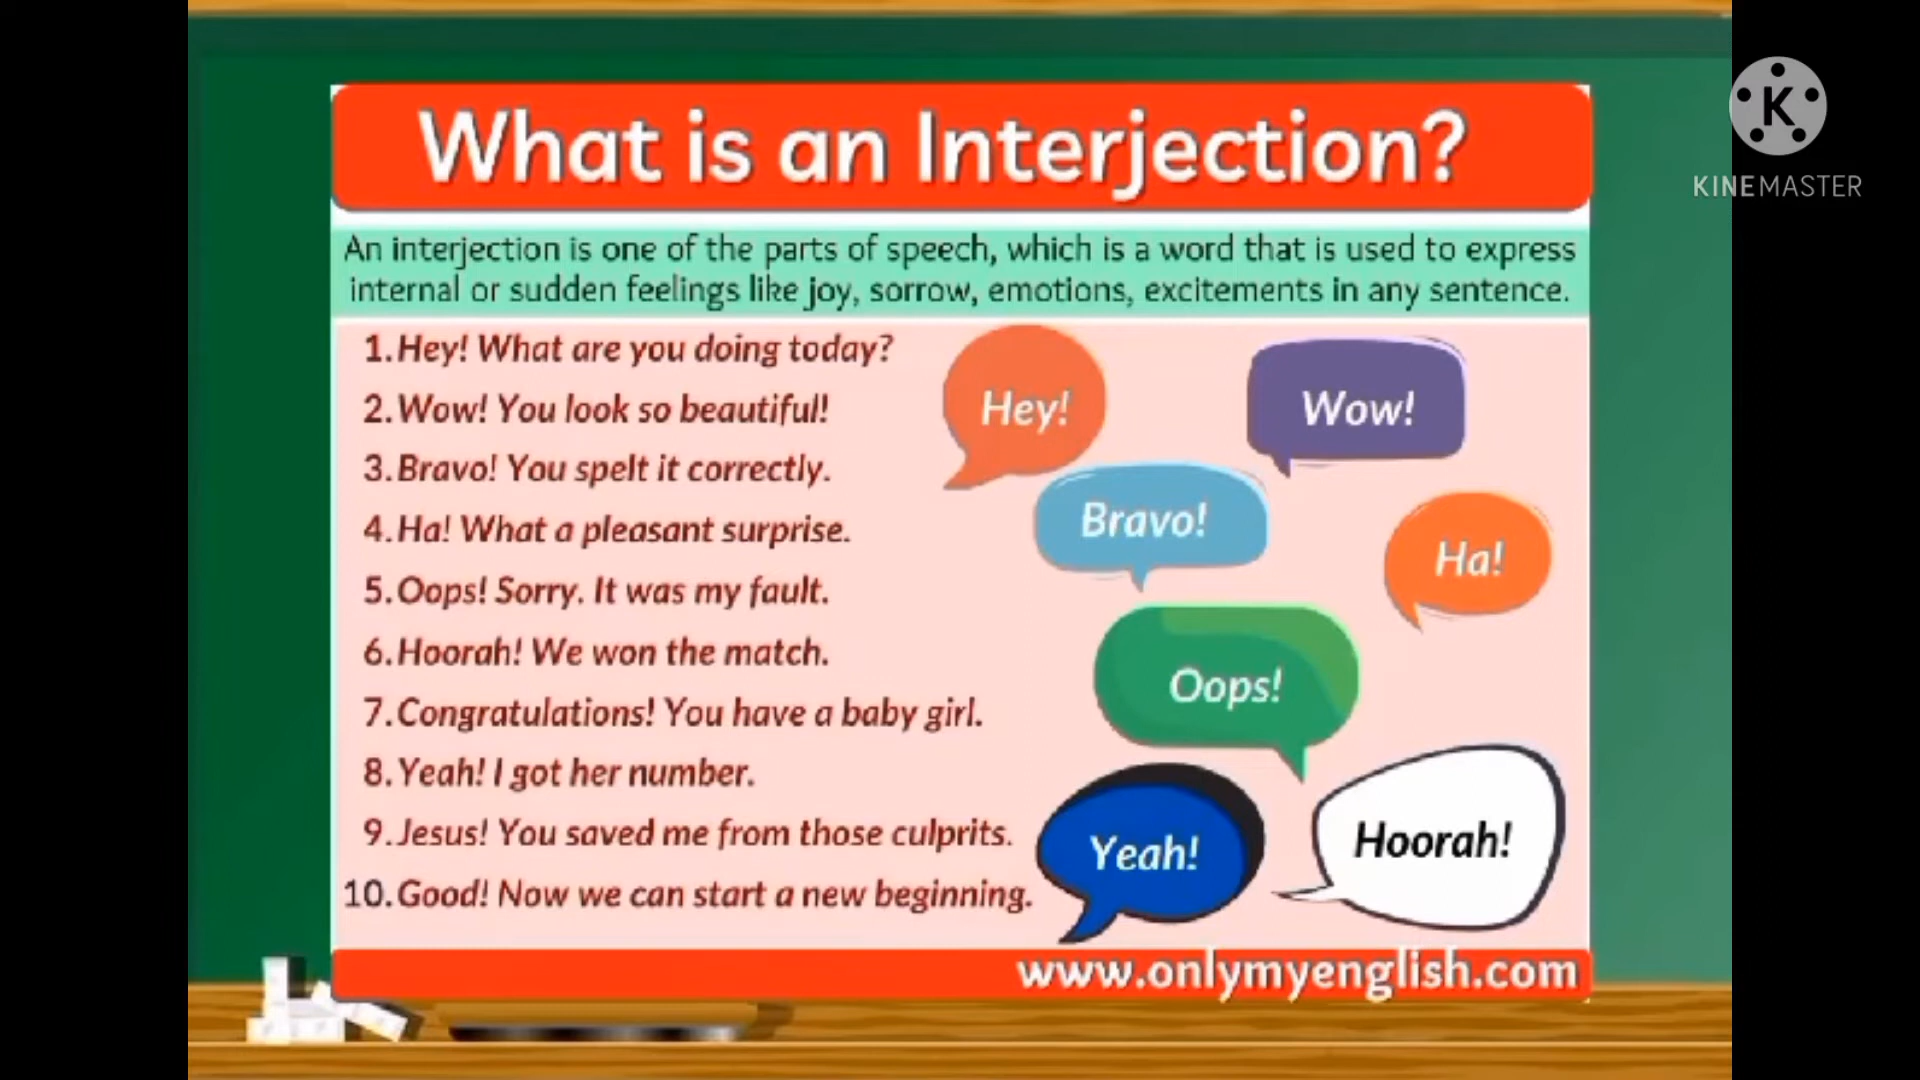 What is an Interjection?
An interjection is one of the parts of speech, which is a word that is used to express
internal or sudden feelings like joy, sorrow, emotions, excitements in any sentence.
1. Hey! What are you doing today?
2. Wow! You look so beautiful!
3. Bravo! You spelt it correctly.
4. Ha! What a pleasant surprise.
5. Oops! Sorry. It was my fault.
6. Hoorah! We won the match.
7. Congratulations! You have a baby girl.
8. Yeah! I got her number.
9. Jesus! You saved me from those culprits.
10. Good! Now we can start a new beginning.
Hey!
Wow!
Bravo!
Ha!
Oops!
Yeah!
Hoorah!
www.onlymyenglish.com
K
KINEMASTER